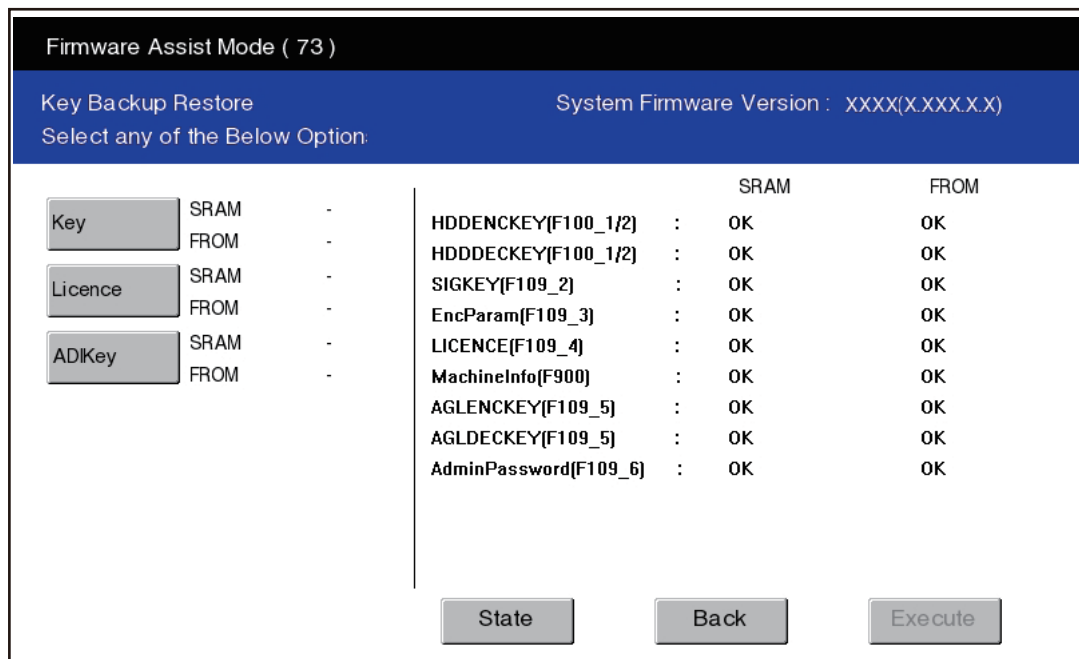 Firmware Assist Mode ( 73 )
Key Backup Restore
System Firmware Version : XXXX(X.XXX.X.X)
Select any of the Below Option:
SRAM FROM
Key
SRAM -
FROM -
Licence
SRAM -
FROM -
ADIKey
SRAM -
FROM -
HDDENCKEY(F100_1/2) : OK OK
HDDDECKEY(F100_1/2) : OK OK
SIGKEY(F109_2) : OK OK
EncParam(F109_3) : OK OK
LICENCE(F109_4) : OK OK
MachineInfo(F900) : OK OK
AGLENCKEY(F109_5) : OK OK
AGLDECKEY(F109_5) : OK OK
AdminPassword(F109_6) : OK OK
State Back Execute